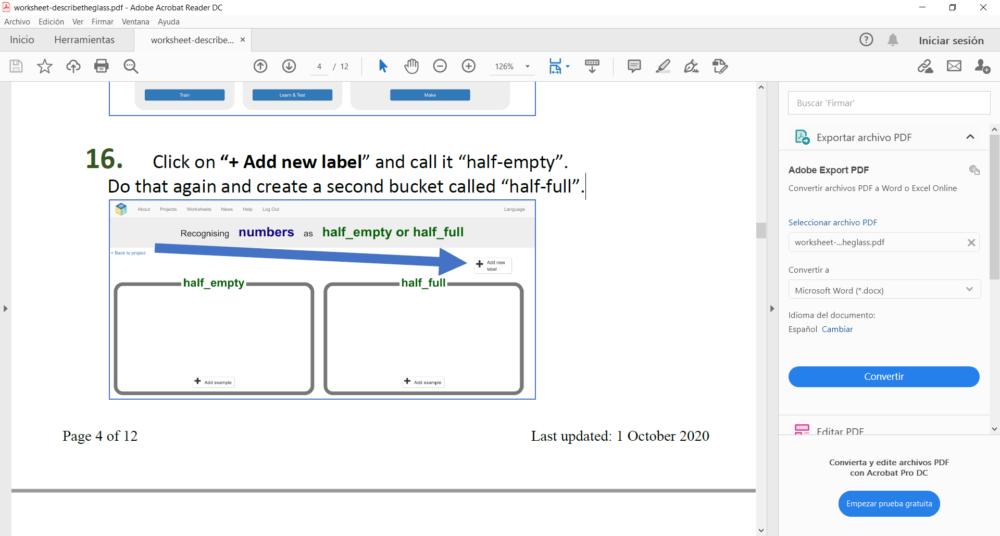 worksheet-describetheglass.pdf - Adobe Acrobat Reader DC
Archivo Edición Ver Firmar Ventana Ayuda
Inicio Herramientas worksheet-describe... × Iniciar sesión
4 / 12 126%
Train Learn & Test Make
16. Click on “+ Add new label” and call it “half-empty”.
Do that again and create a second bucket called “half-full”.
About Projects Worksheets News Help Log Out Language
Recognising numbers as half_empty or half_full
< Back to project
Add new
label
half_empty half_full
Add example Add example
Page 4 of 12 Last updated: 1 October 2020
Buscar 'Firmar'
Exportar archivo PDF
Adobe Export PDF
Convertir archivos PDF a Word o Excel Online
Seleccionar archivo PDF
worksheet-...heglass.pdf
Convertir a
Microsoft Word (*.docx)
Idioma del documento:
Español Cambiar
Convertir
Editar PDF
Convierta y edite archivos PDF
con Acrobat Pro DC
Empezar prueba gratuita